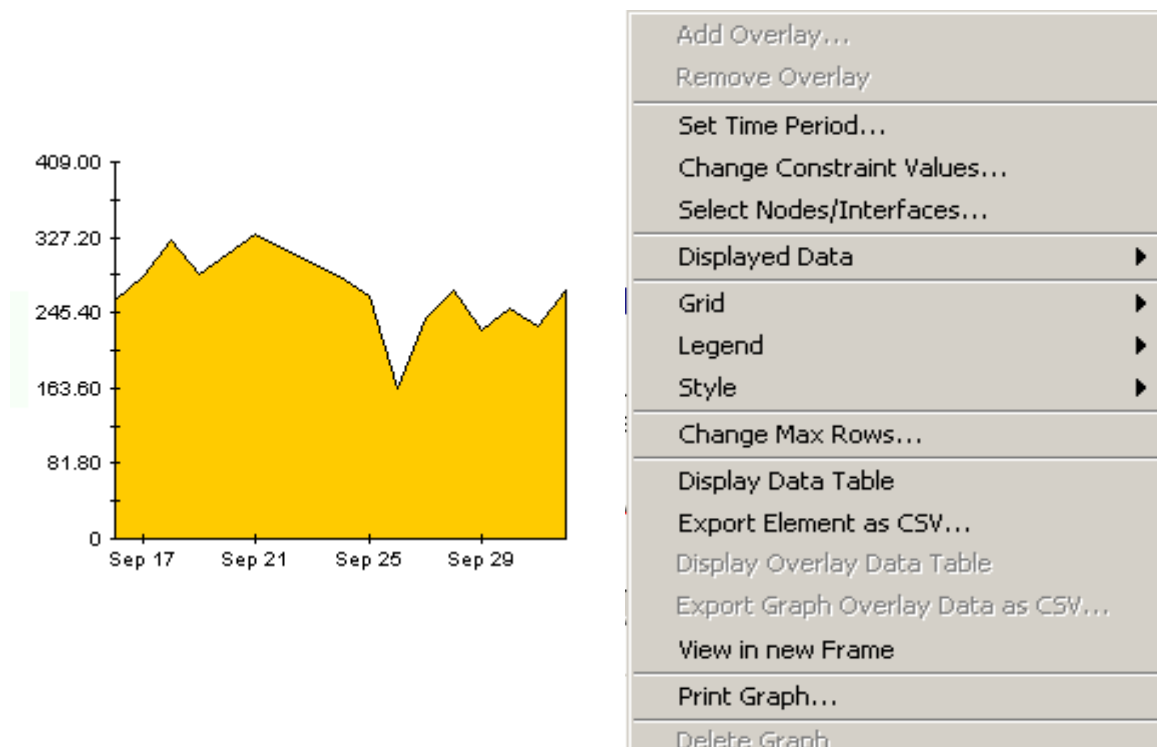 409.00
327.20
245.40
163.60
81.80
0
Sep 17 Sep 21 Sep 25 Sep 29
Add Overlay...
Remove Overlay
Set Time Period...
Change Constraint Values...
Select Nodes/Interfaces...
Displayed Data
Grid
Legend
Style
Change Max Rows...
Display Data Table
Export Element as CSV...
Display Overlay Data Table
Export Graph Overlay Data as CSV...
View in new Frame
Print Graph...
Delete Graph